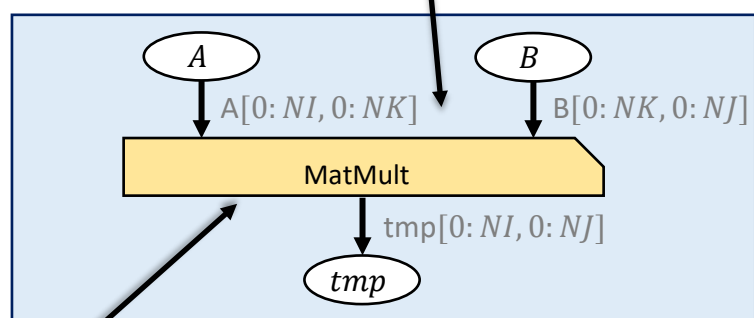 A
B
A[0: NI, 0: NK]
B[0: NK, 0: NJ]
MatMult
tmp[0: NI, 0: NJ]
tmp